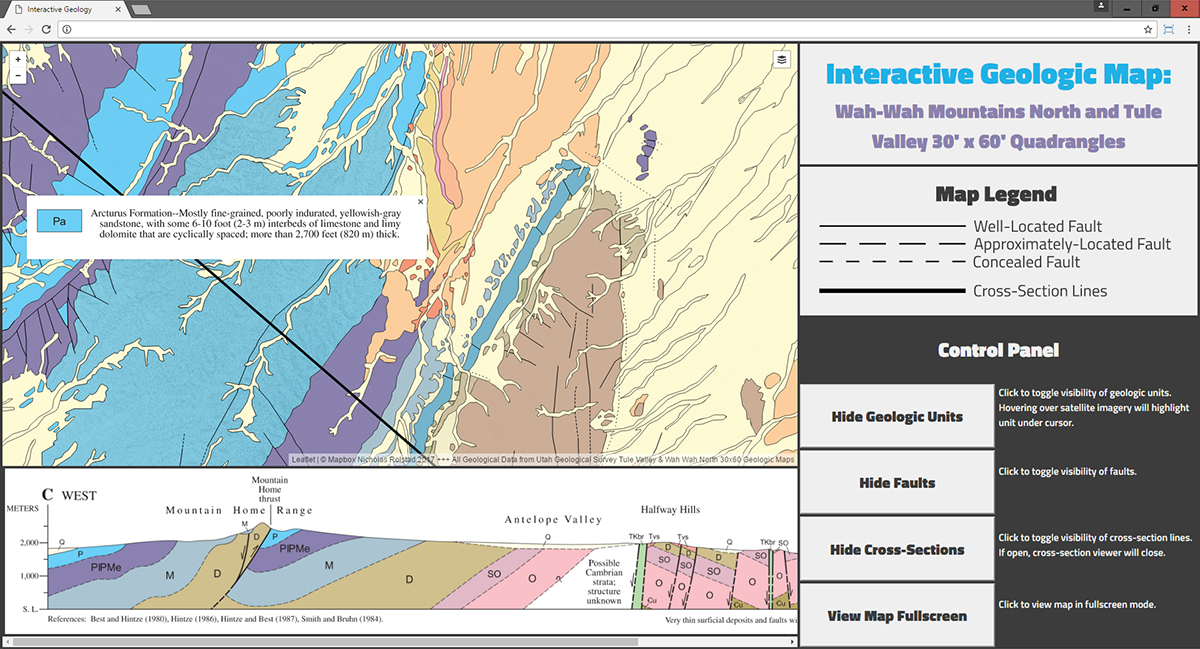 Interactive Geology
+
−
Pa
Arcturus Formation--Mostly fine-grained, poorly indurated, yellowish-gray
sandstone, with some 6-10 foot (2-3 m) interbeds of limestone and limy
dolomite that are cyclically spaced; more than 2,700 feet (820 m) thick.
×
Leaflet | © Mapbox Nicholas Rolstad 2017 +++ All Geological Data from Utah Geological Survey Tule Valley & Wah Wah North 30x60 Geologic Maps
Interactive Geologic Map:
Wah-Wah Mountains North and Tule
Valley 30' x 60' Quadrangles
Map Legend
Well-Located Fault
Approximately-Located Fault
Concealed Fault
Cross-Section Lines
Control Panel
Hide Geologic Units
Click to toggle visibility of geologic units.
Hovering over satellite imagery will highlight
unit under cursor.
Hide Faults
Click to toggle visibility of faults.
Hide Cross-Sections
Click to toggle visibility of cross-section lines.
If open, cross-section viewer will close.
View Map Fullscreen
Click to view map in fullscreen mode.
C WEST
METERS
2,000
1,000
S. L.
Mountain
Home
thrust
Mountain Home Range
Antelope Valley
Halfway Hills
Q
P
PIPMe
M
D
M
D
P
PIPMe
M
D
Q
SO
O
?
Possible
Cambrian
strata;
structure
unknown
TKbr Tvs
Tvs
Q
TKbr SO
D
SO
O
Cu
D
SO
O
D
SO
O
Cu
SO
O
Cu
References: Best and Hintze (1980), Hintze (1986), Hintze and Best (1987), Smith and Bruhn (1984).
Very thin surficial deposits and faults wi